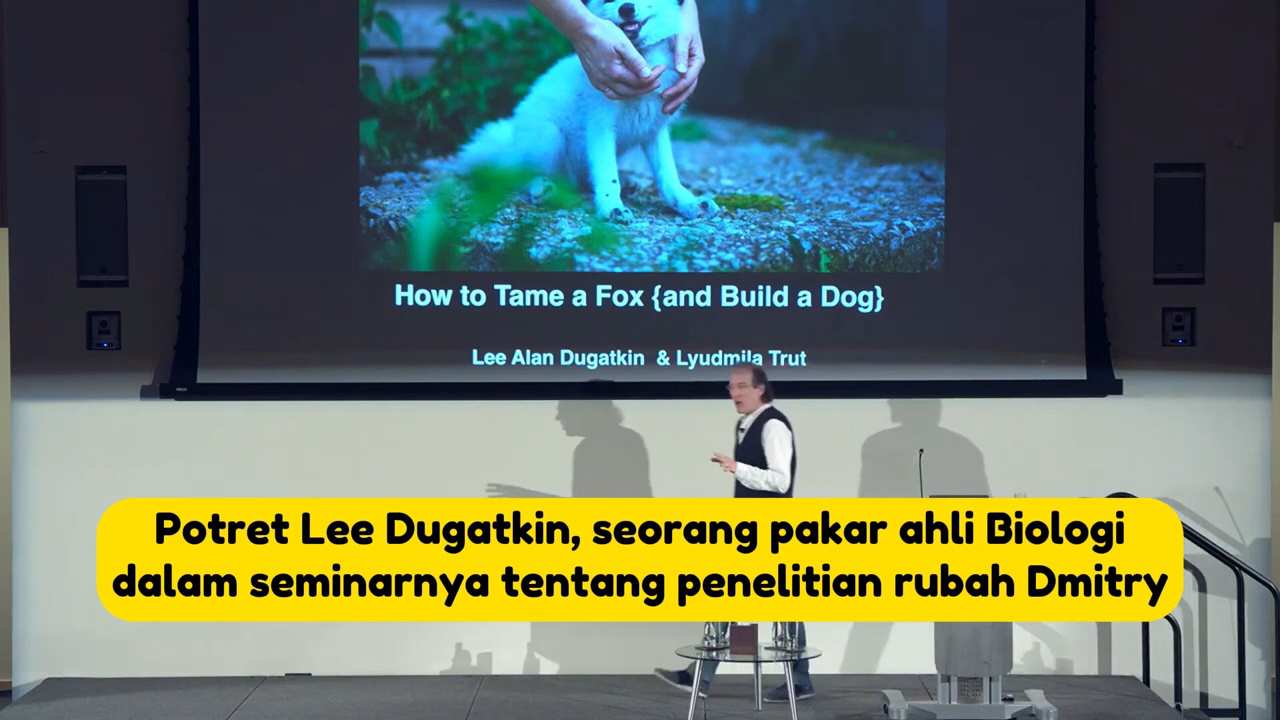 How to Tame a Fox {and Build a Dog}
Lee Alan Dugatkin & Lyudmila Trut
Potret Lee Dugatkin, seorang pakar ahli Biologi
dalam seminarnya tentang penelitian rubah Dmitry